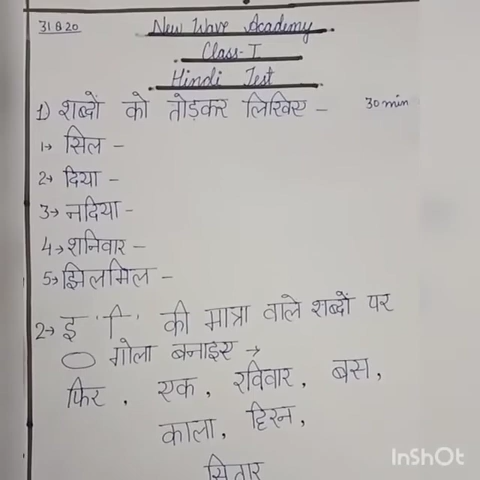 31.8.20
New Wave Academy
Class-I
Hindi Test
1) शब्दों को तोड़कर लिखिए - 30 min
1→ सिल -
2→ दिया -
3→ नदिया -
4→ शनिवार -
5→ झिलमिल -
2→ इ 'ि' की मात्रा वाले शब्दों पर
गोला बनाइए →
फिर, एक, रविवार, बस,
काला, हिरन,
सितार
InShOt